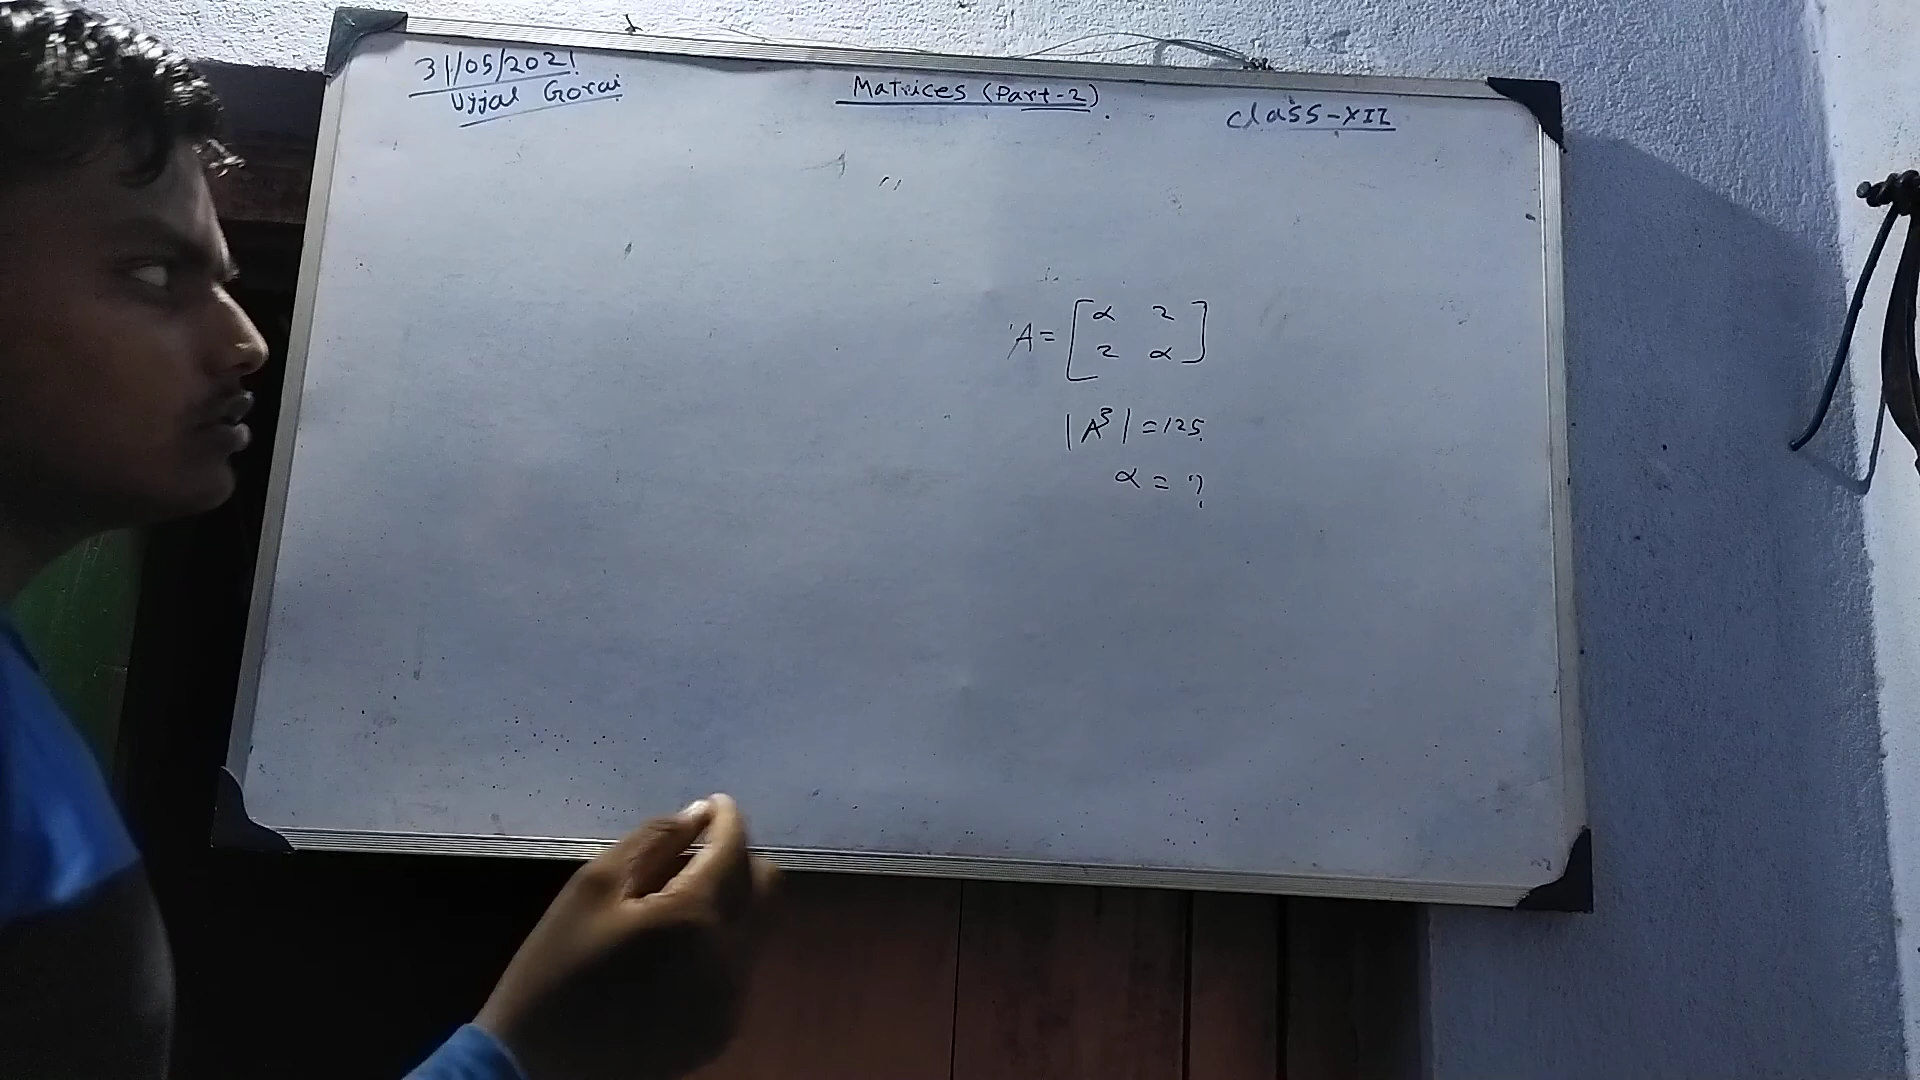 31/05/2021
Ujjal Gorai
Matrices (Part-2)
Class-XII
A = [α 2
2 α]
|A³| = 125
α = ?